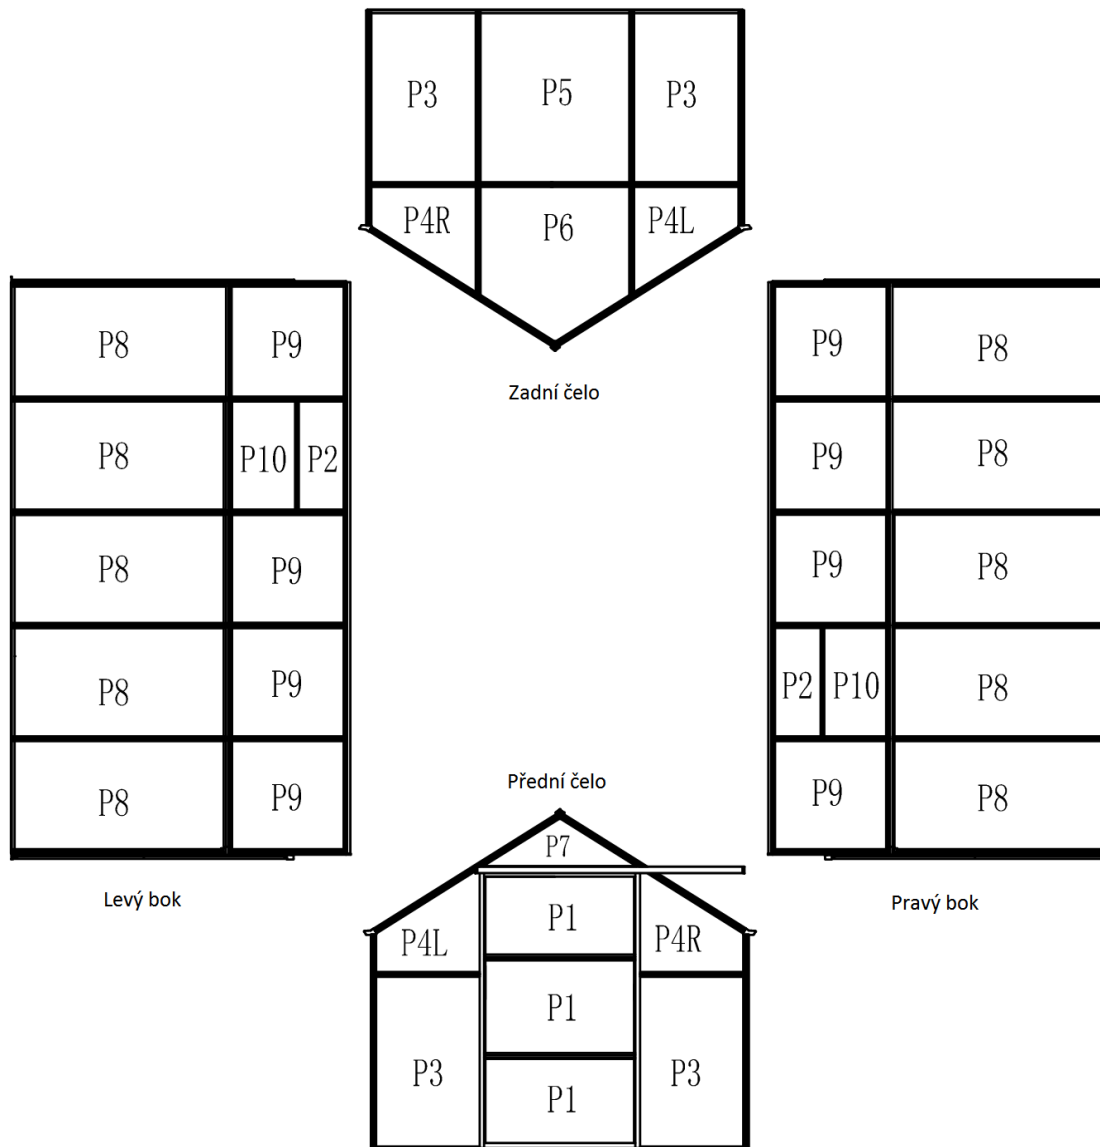 P3 P5 P3
P4R P6 P4L
Zadní čelo
P8 P9
P8 P10 P2
P8 P9
P8 P9
P8 P9
Levý bok
P9 P8
P9 P8
P9 P8
P2 P10 P8
P9 P8
Pravý bok
Přední čelo
P7
P1
P4L P4R
P1
P3 P3
P1